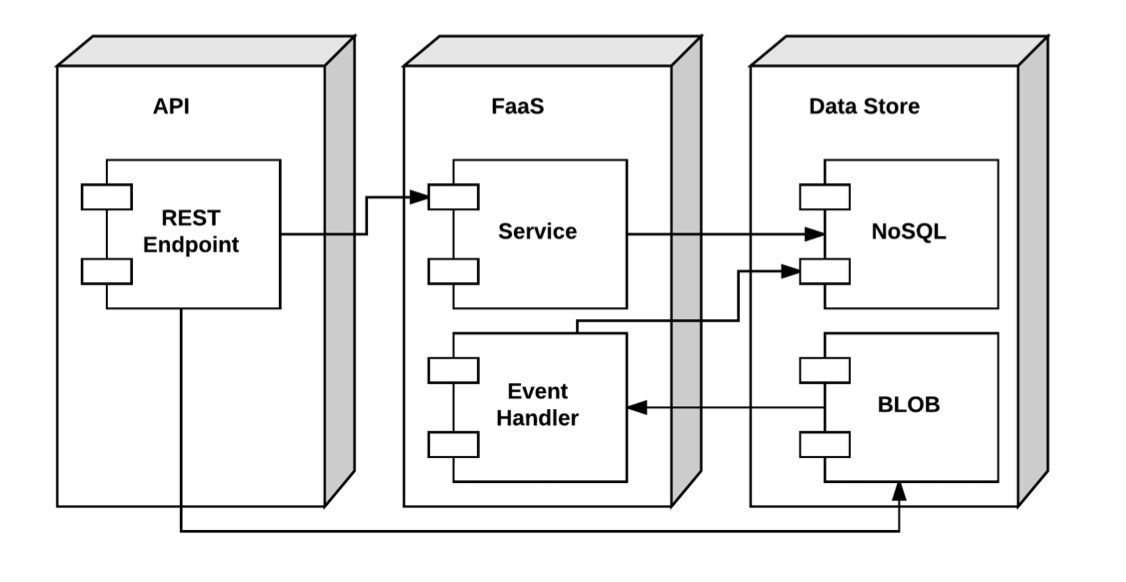 API
FaaS
Data Store
REST
Endpoint
Service
NoSQL
Event
Handler
BLOB